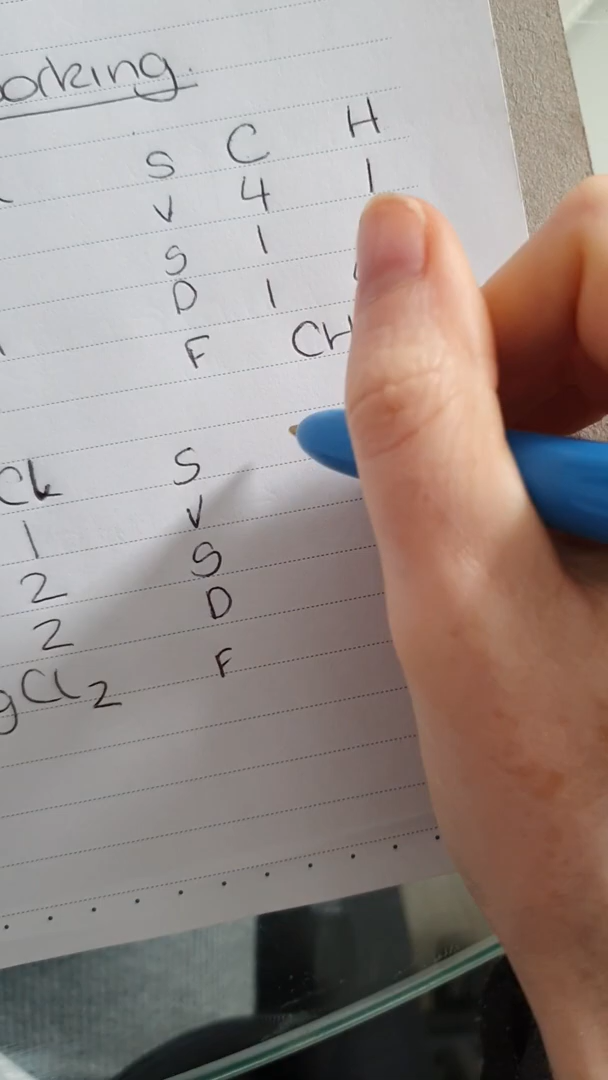 orking.
S C H
V 4 1
S 1
D 1
F CH
Cl S
1 V
2 S
2 D
gCl2 F